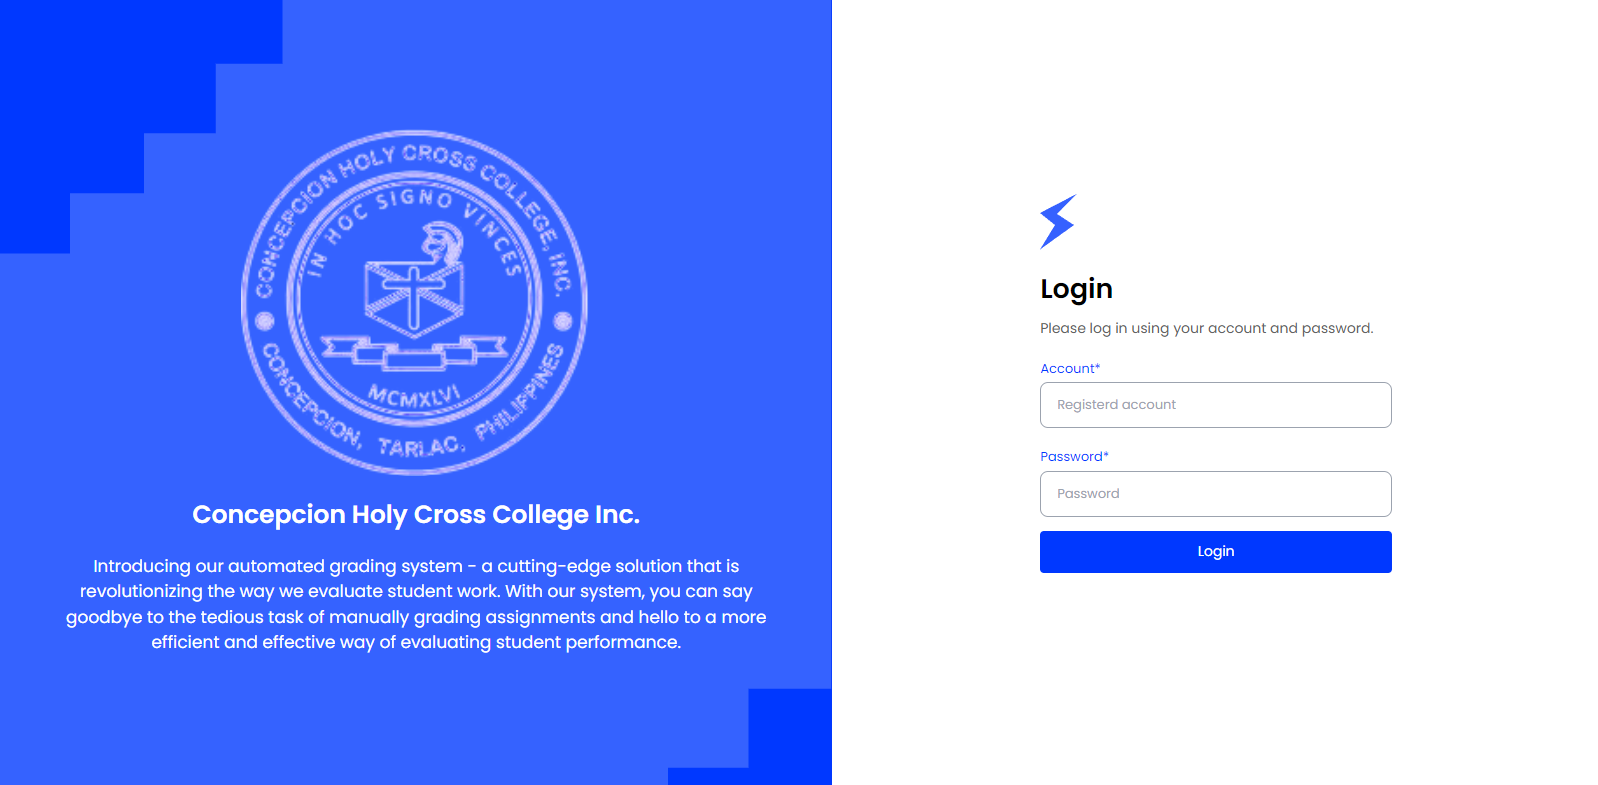 CONCEPCION HOLY CROSS COLLEGE, INC.
IN HOC SIGNO VINCES
MCMXLVI
CONCEPCION, TARLAC, PHILIPPINES
Concepcion Holy Cross College Inc.
Introducing our automated grading system - a cutting-edge solution that is
revolutionizing the way we evaluate student work. With our system, you can say
goodbye to the tedious task of manually grading assignments and hello to a more
efficient and effective way of evaluating student performance.
Login
Please log in using your account and password.
Account*
Registerd account
Password*
Password
Login